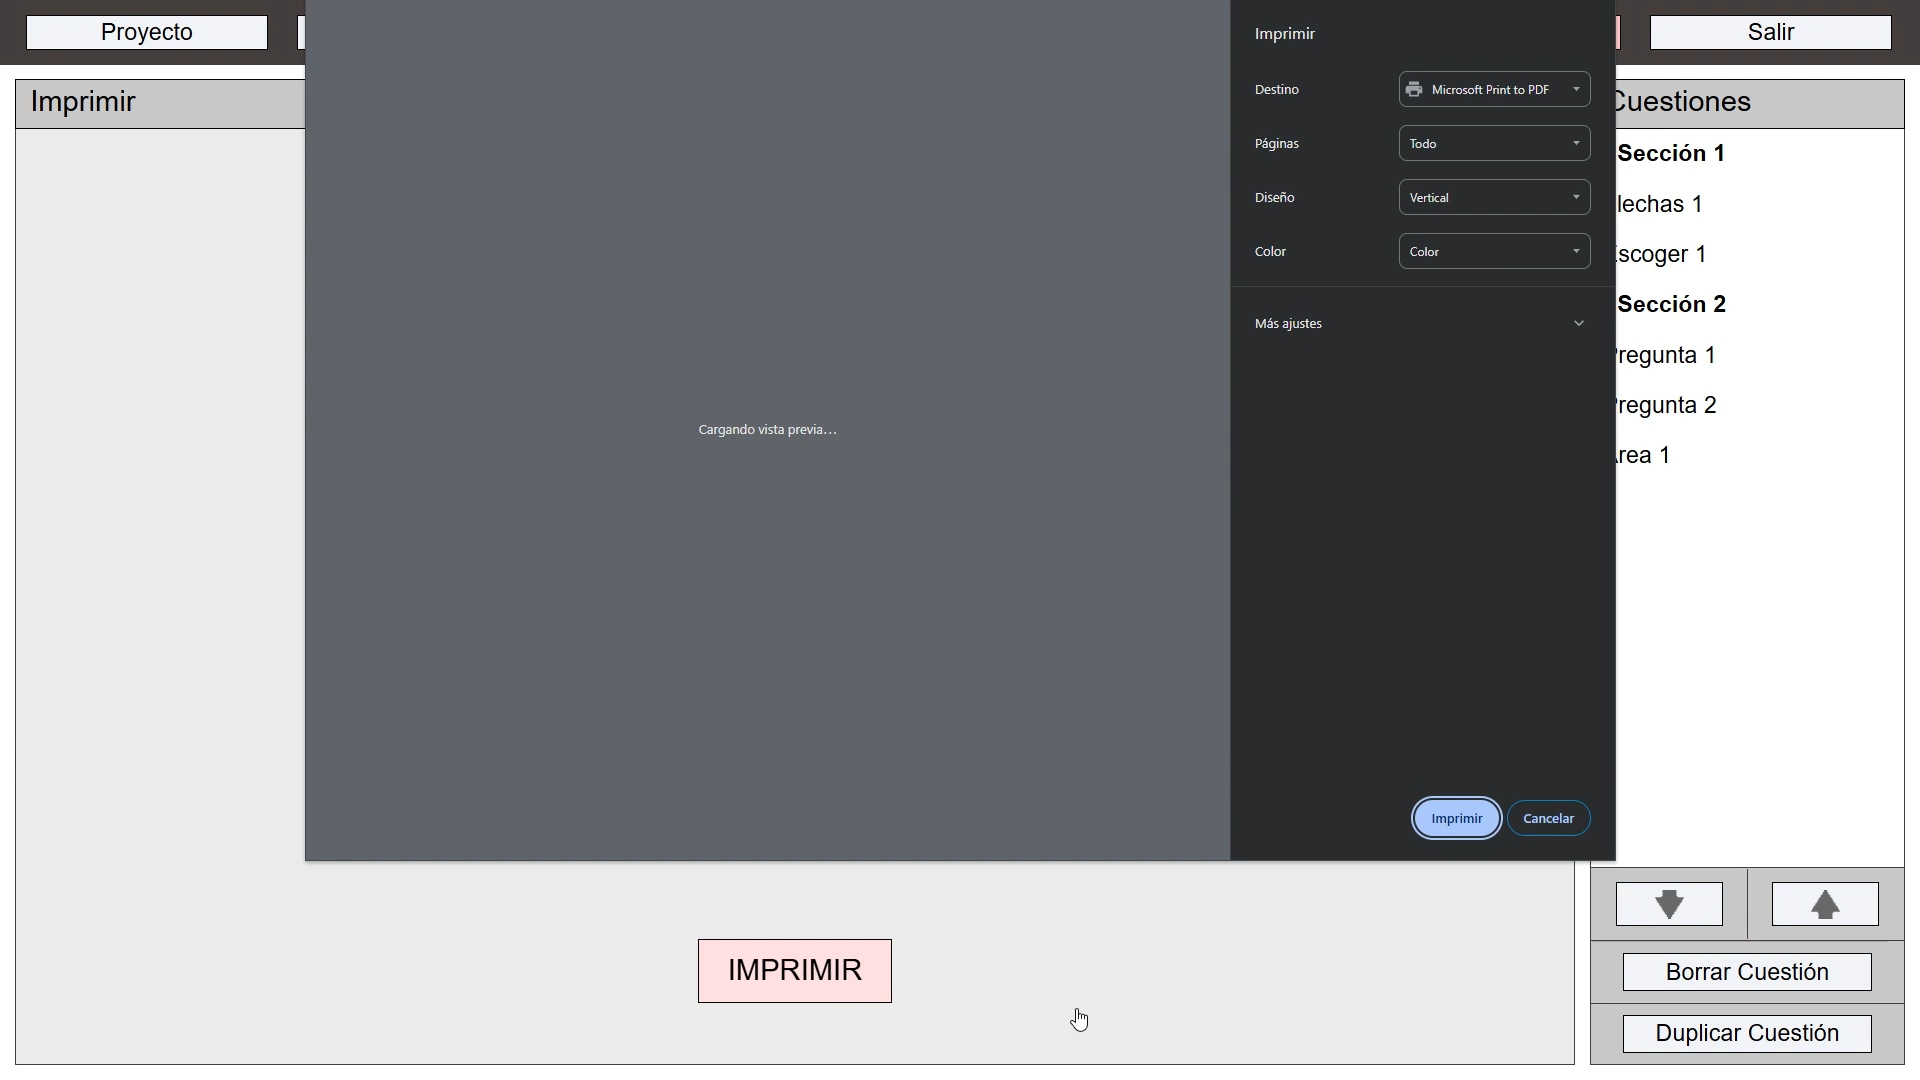 Proyecto
Salir
Imprimir
Imprimir
Destino
Microsoft Print to PDF
Páginas
Todo
Diseño
Vertical
Color
Color
Más ajustes
Cargando vista previa...
Imprimir
Cancelar
Cuestiones
Sección 1
lechas 1
scoger 1
Sección 2
regunta 1
regunta 2
rea 1
IMPRIMIR
Borrar Cuestión
Duplicar Cuestión